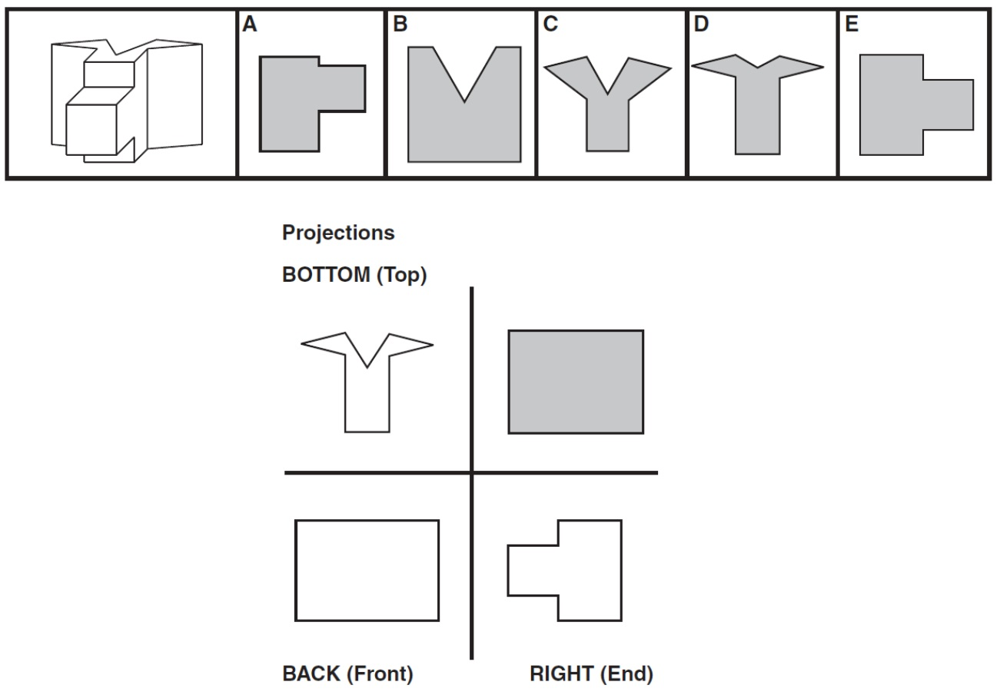 A B C D E
Projections
BOTTOM (Top)
BACK (Front) RIGHT (End)